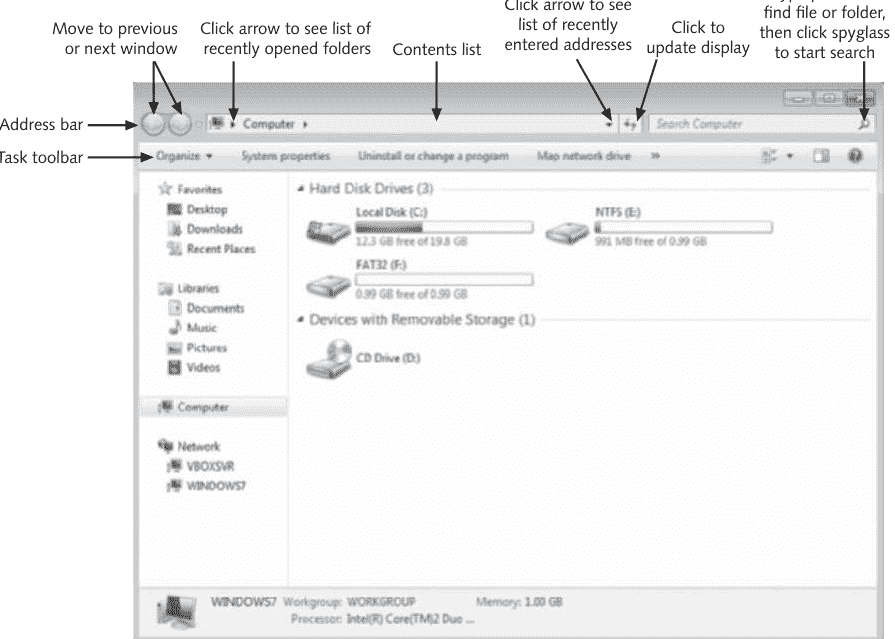 Move to previous
or next window
Click arrow to see list of
recently opened folders
Contents list
Click arrow to see
list of recently
entered addresses
Click to
update display
find file or folder,
then click spyglass
to start search
Address bar
Computer
Search Computer
Task toolbar
Organize
System properties
Uninstall or change a program
Map network drive
»
Favorites
Desktop
Downloads
Recent Places
Libraries
Documents
Music
Pictures
Videos
Computer
Network
VBOXSVR
WINDOWS7
Hard Disk Drives (3)
Local Disk (C:)
12.3 GB free of 19.8 GB
NTFS (E:)
991 MB free of 0.99 GB
FAT32 (F:)
0.99 GB free of 0.99 GB
Devices with Removable Storage (1)
CD Drive (D:)
WINDOWS7 Workgroup: WORKGROUP Memory: 1.00 GB
Processor: Intel(R) Core(TM)2 Duo ...